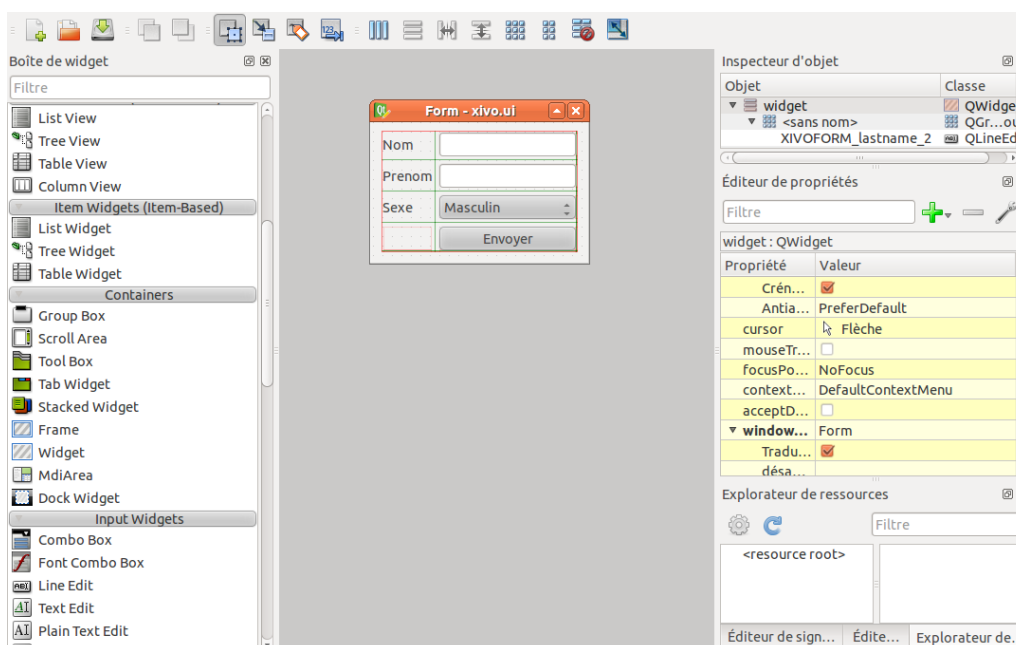 Boîte de widget
Filtre
List View
Tree View
Table View
Column View
Item Widgets (Item-Based)
List Widget
Tree Widget
Table Widget
Containers
Group Box
Scroll Area
Tool Box
Tab Widget
Stacked Widget
Frame
Widget
MdiArea
Dock Widget
Input Widgets
Combo Box
Font Combo Box
Line Edit
Text Edit
Plain Text Edit
Form - xivo.ui
Nom
Prenom
Sexe Masculin
Envoyer
Inspecteur d'objet
Objet Classe
widget QWidge
<sans nom> QGr...ou
XIVOFORM_lastname_2 QLineEd
Éditeur de propriétés
Filtre
widget : QWidget
Propriété Valeur
Crén...
Antia... PreferDefault
cursor Flèche
mouseTr...
focusPo... NoFocus
context... DefaultContextMenu
acceptD...
window... Form
Tradu...
désa...
Explorateur de ressources
Filtre
<resource root>
Éditeur de sign... Édite... Explorateur de...